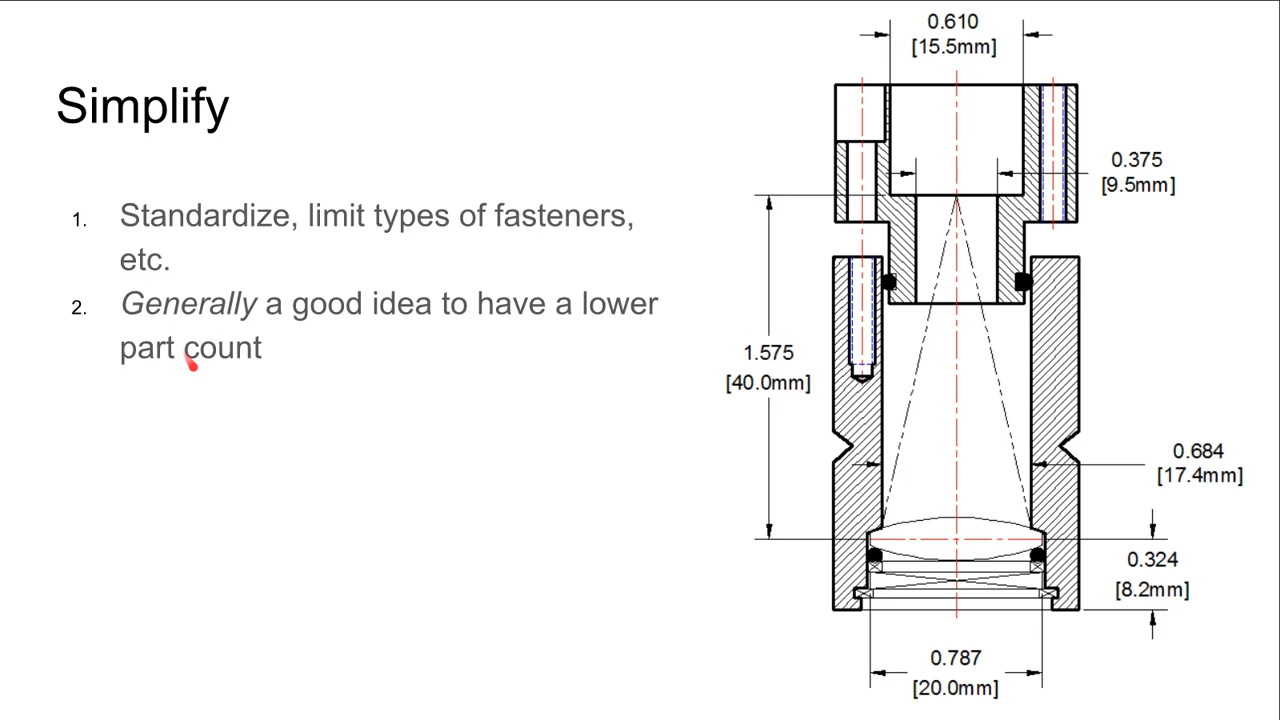 Simplify
1. Standardize, limit types of fasteners,
etc.
2. Generally a good idea to have a lower
part count
0.610
[15.5mm]
0.375
[9.5mm]
1.575
[40.0mm]
0.684
[17.4mm]
0.324
[8.2mm]
0.787
[20.0mm]